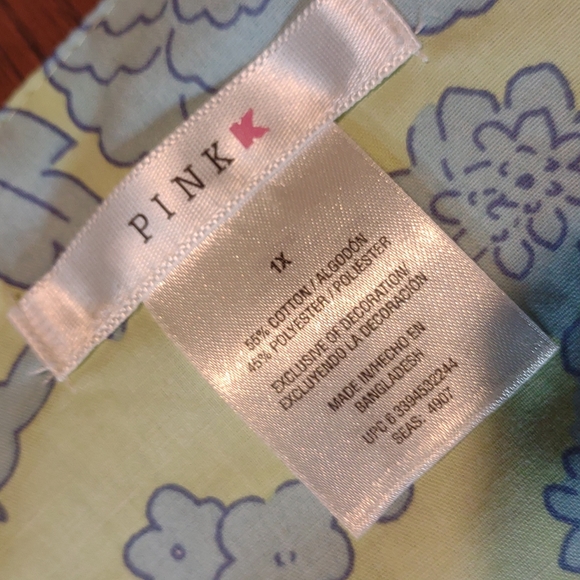 PINK K
1X
55% COTTON / ALGODÓN
45% POLYESTER / POLIESTER
EXCLUSIVE OF DECORATION/
EXCLUYENDO LA DECORACIÓN
MADE IN/HECHO EN
BANGLADESH
UPC 6 3394532244
SEAS: 4907